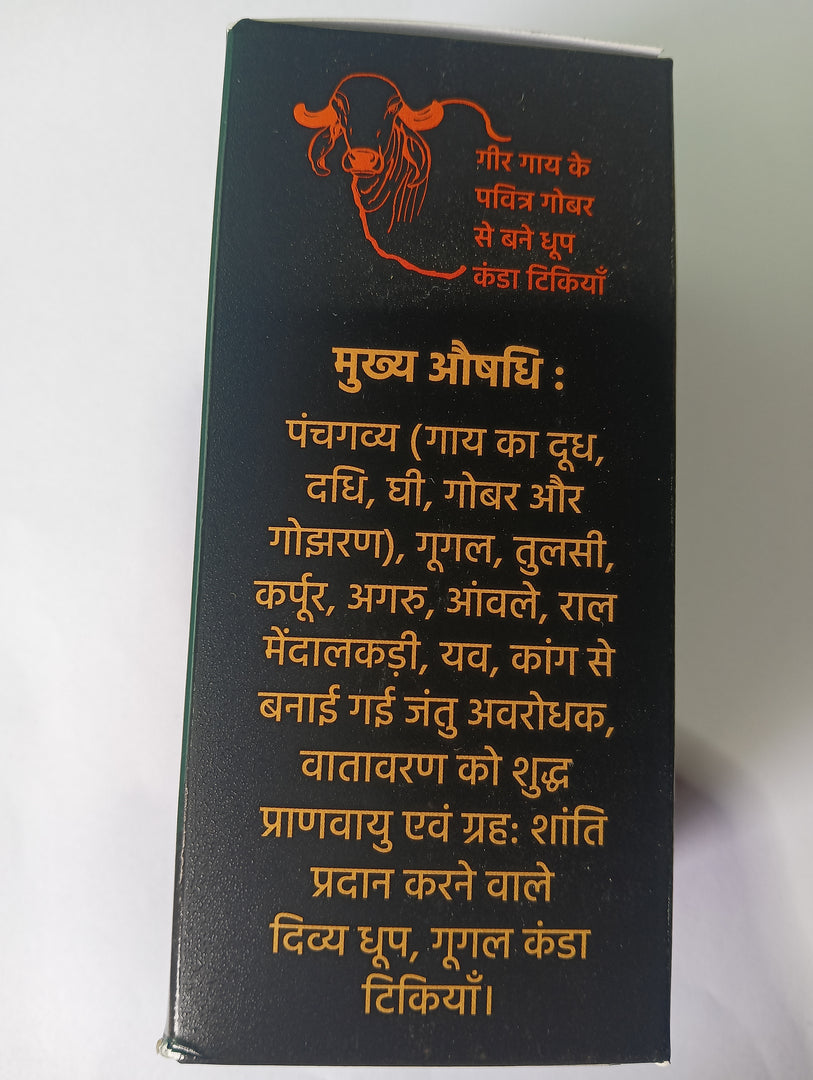 गीर गाय के
पवित्र गोबर
से बने धूप
कंडा टिकियाँ
मुख्य औषधि :
पंचगव्य (गाय का दूध,
दधि, घी, गोबर और
गोझरण), गूगल, तुलसी,
कर्पूर, अगरु, आंवले, राल
मेंदालकड़ी, यव, कांग से
बनाई गई जंतु अवरोधक,
वातावरण को शुद्ध
प्राणवायु एवं ग्रहः शांति
प्रदान करने वाले
दिव्य धूप, गूगल कंडा
टिकियाँ।